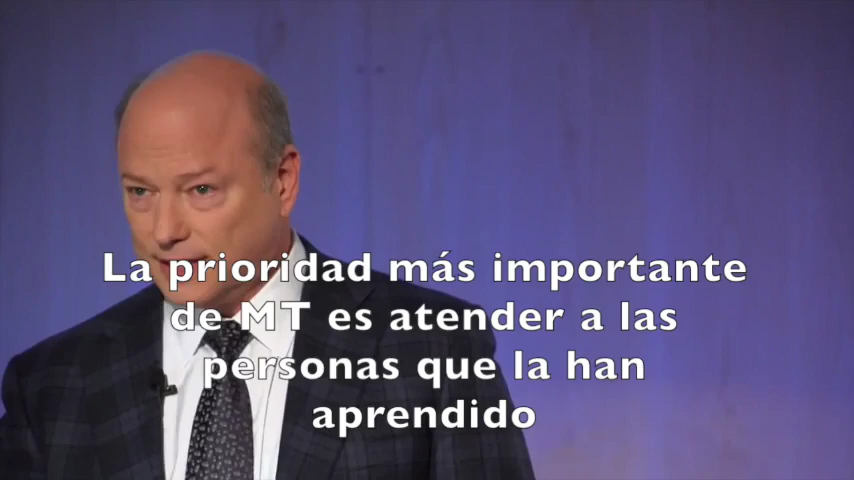 La prioridad más importante
de MT es atender a las
personas que la han
aprendido